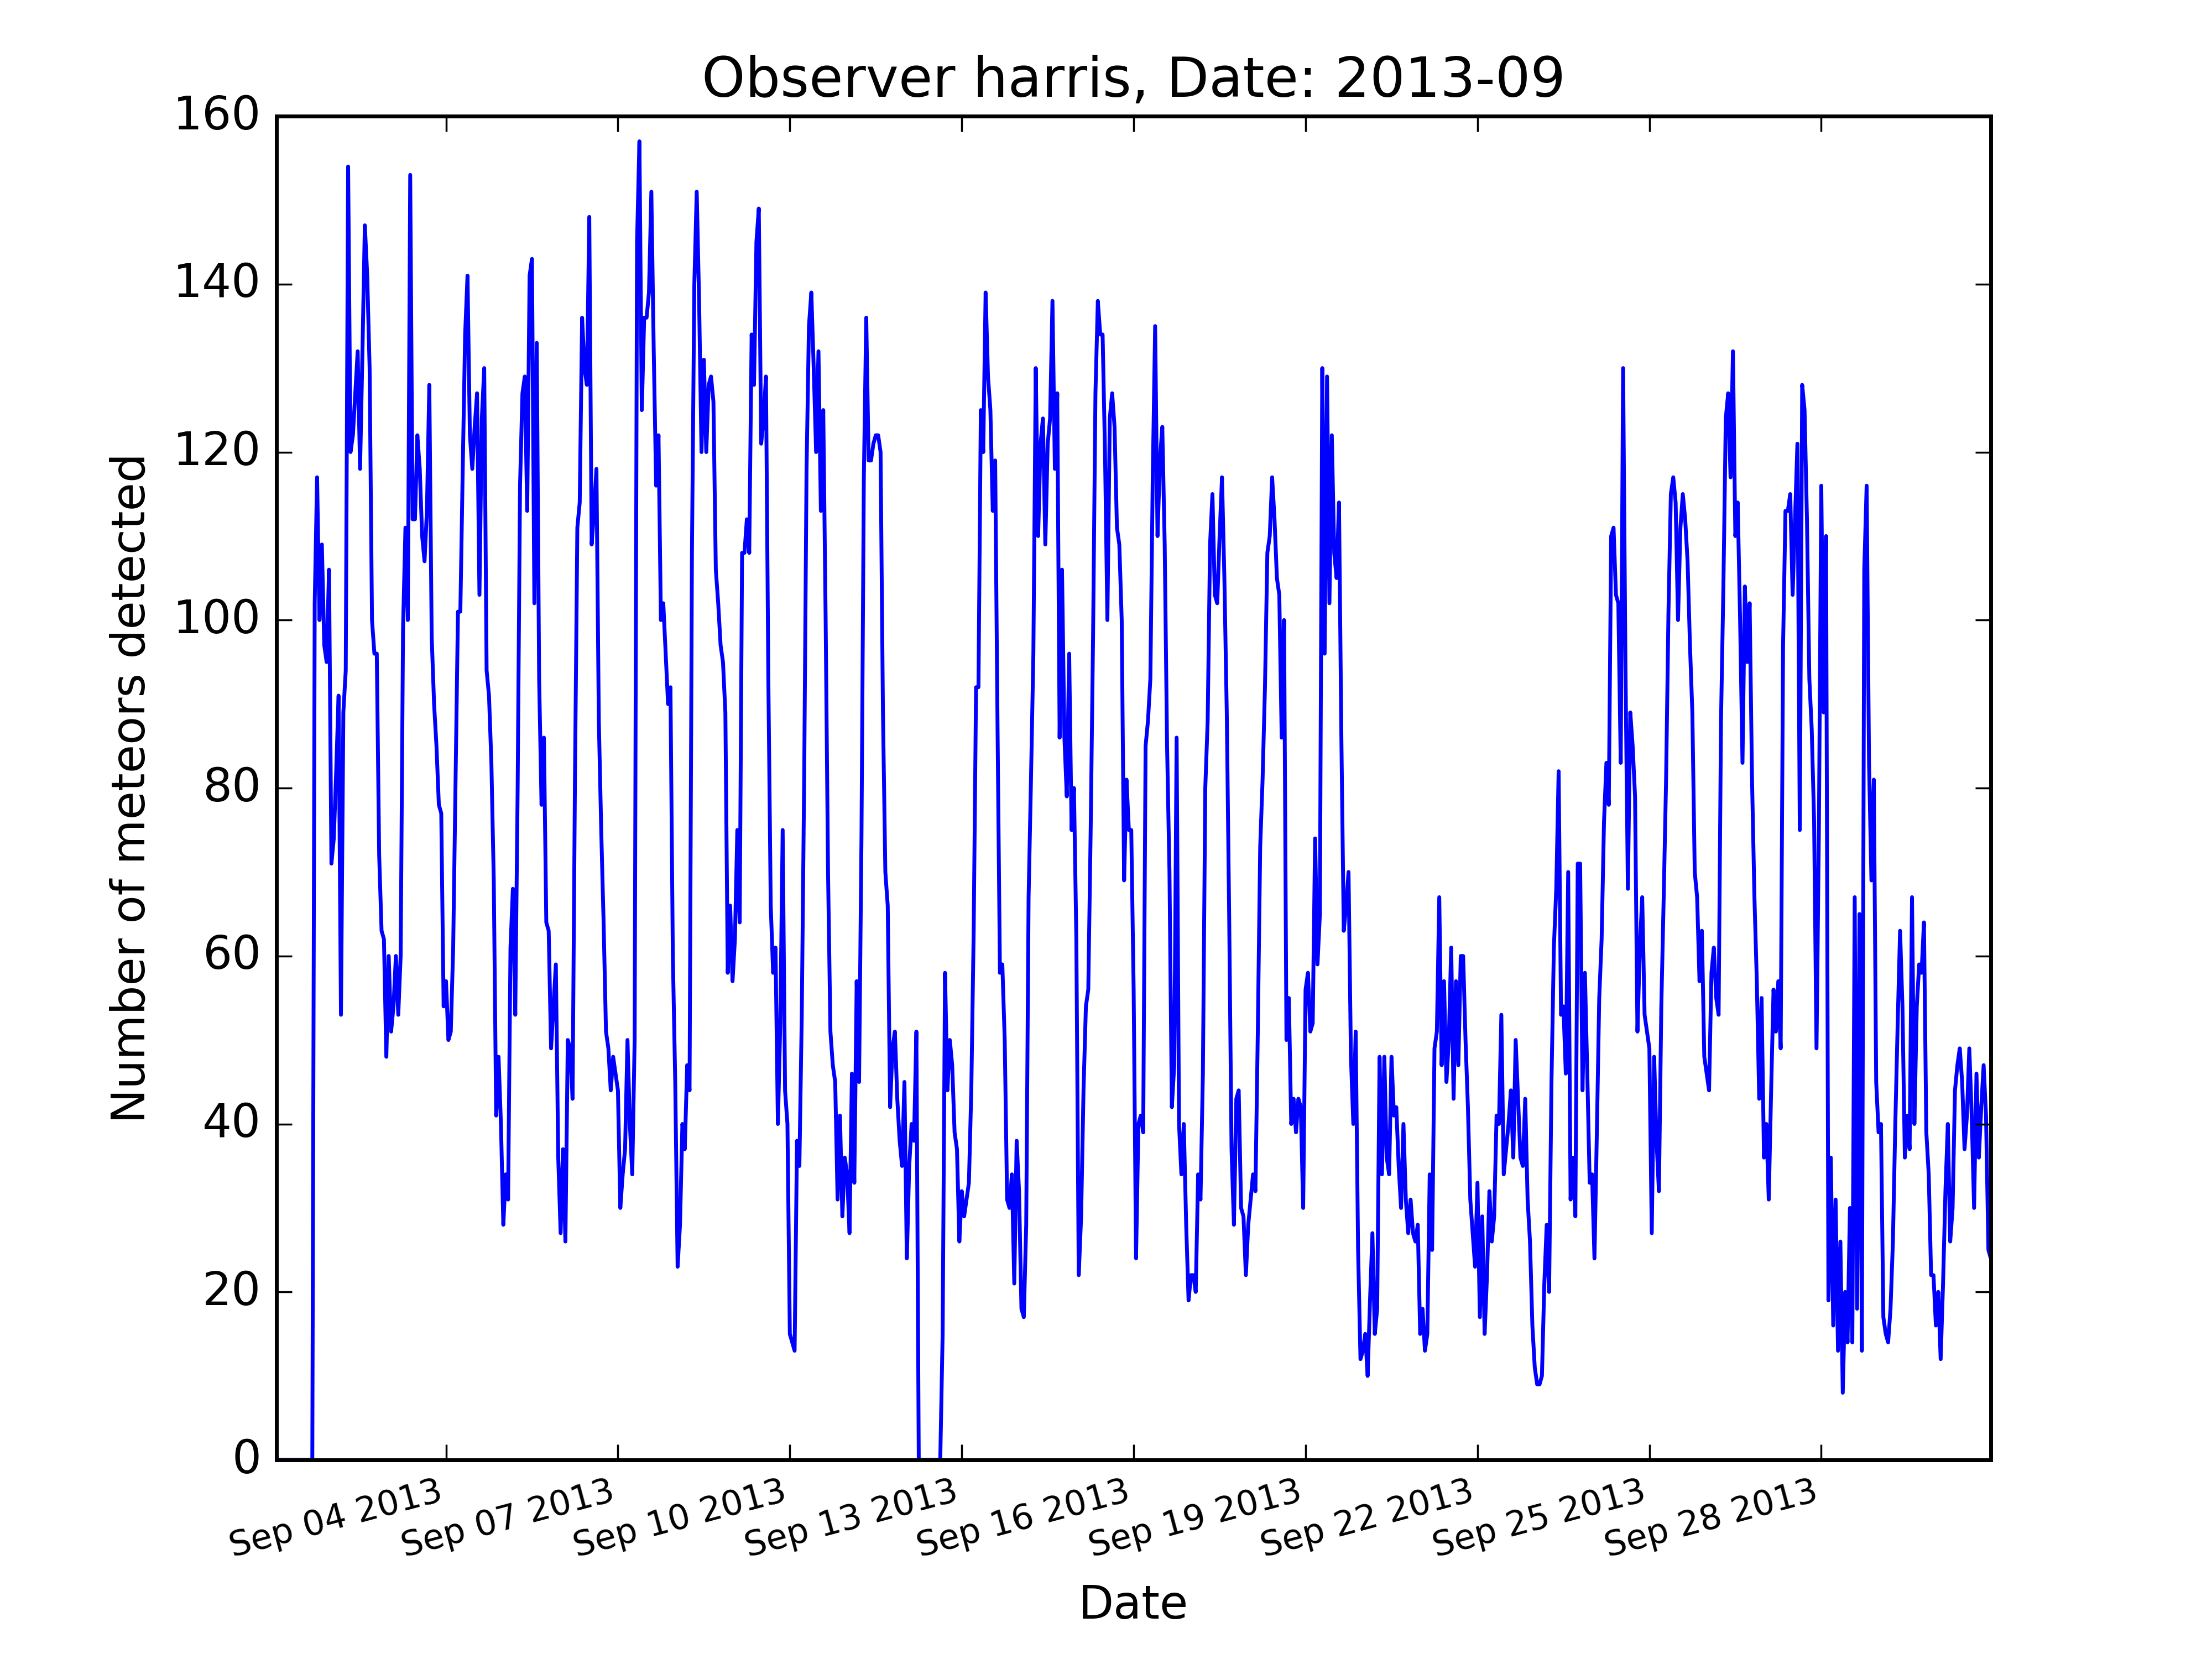 Observer harris, Date: 2013-09
160
140
120
100
80
60
40
20
0
Number of meteors detected
Sep 04 2013
Sep 07 2013
Sep 10 2013
Sep 13 2013
Sep 16 2013
Sep 19 2013
Sep 22 2013
Sep 25 2013
Sep 28 2013
Date